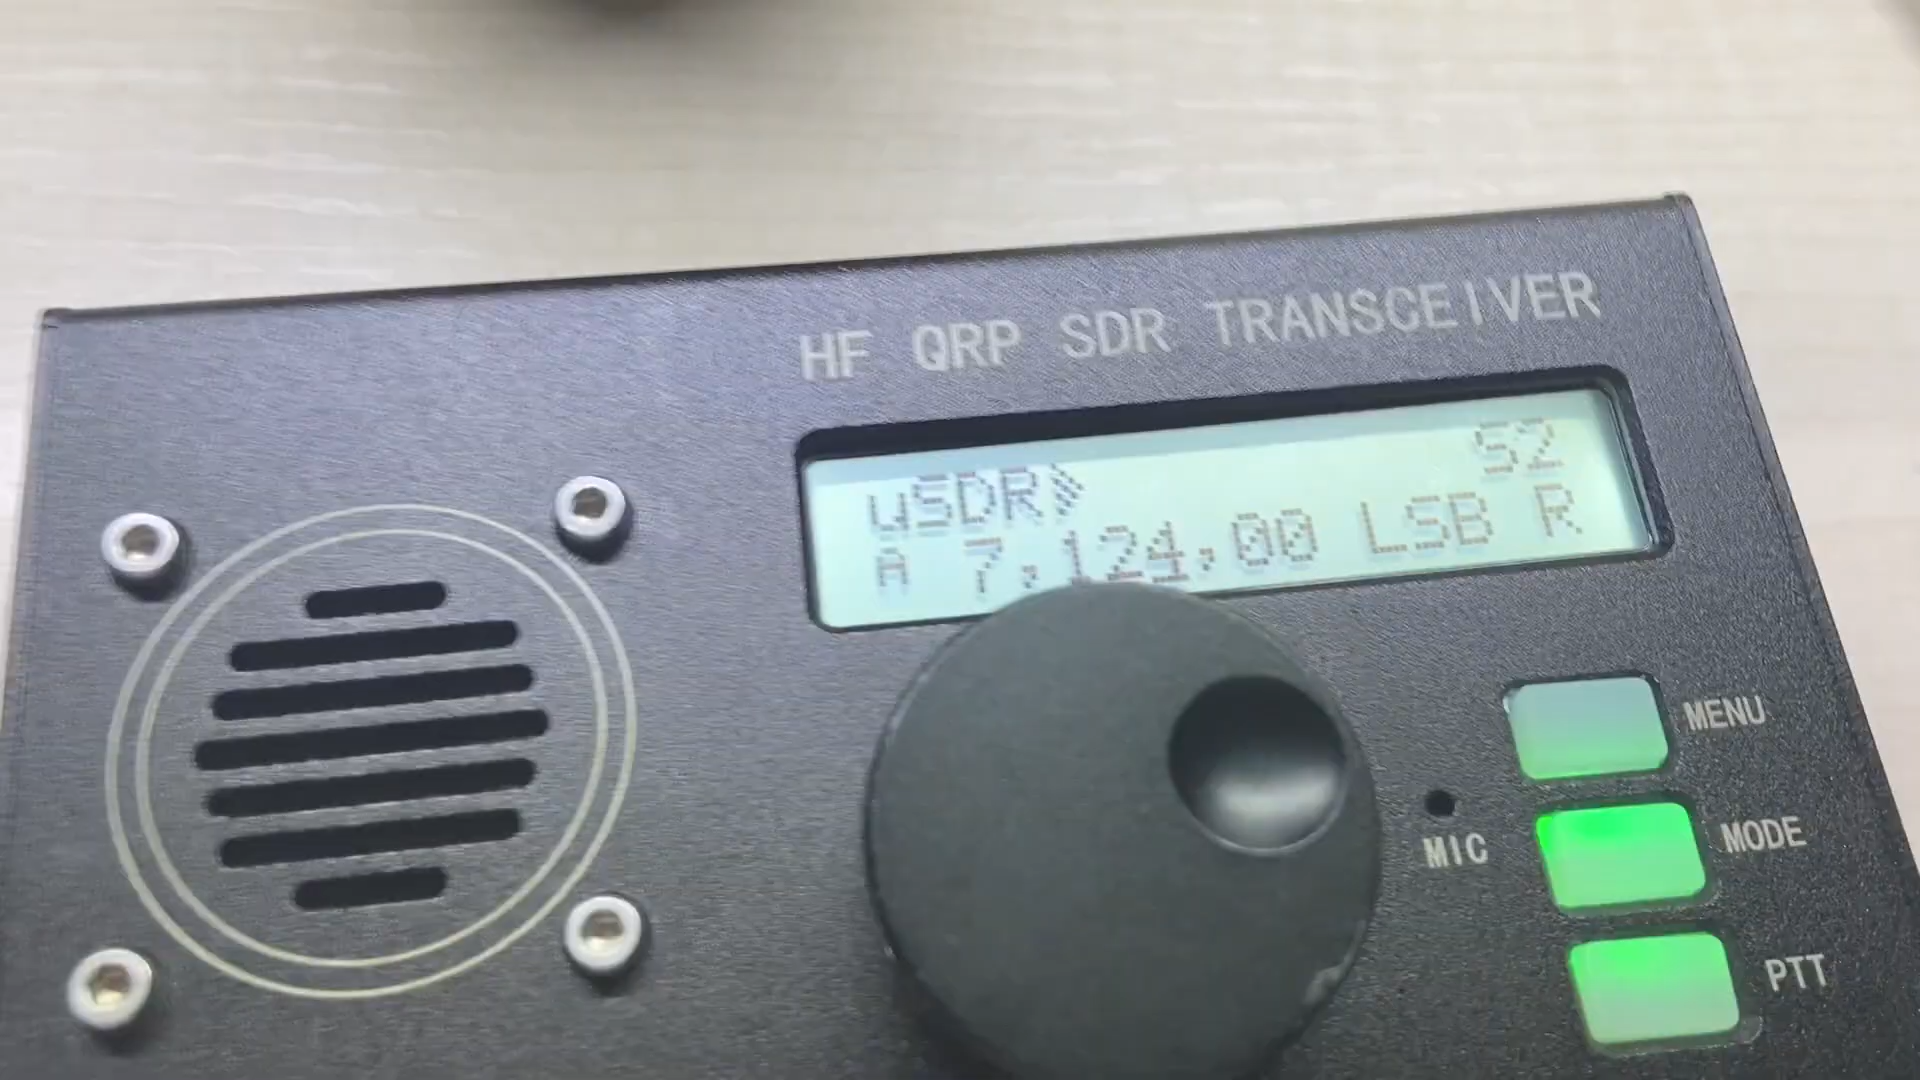 HF QRP SDR TRANSCEIVER
uSDR S2
A 7,124,00 LSB R
MENU
MIC MODE
PTT